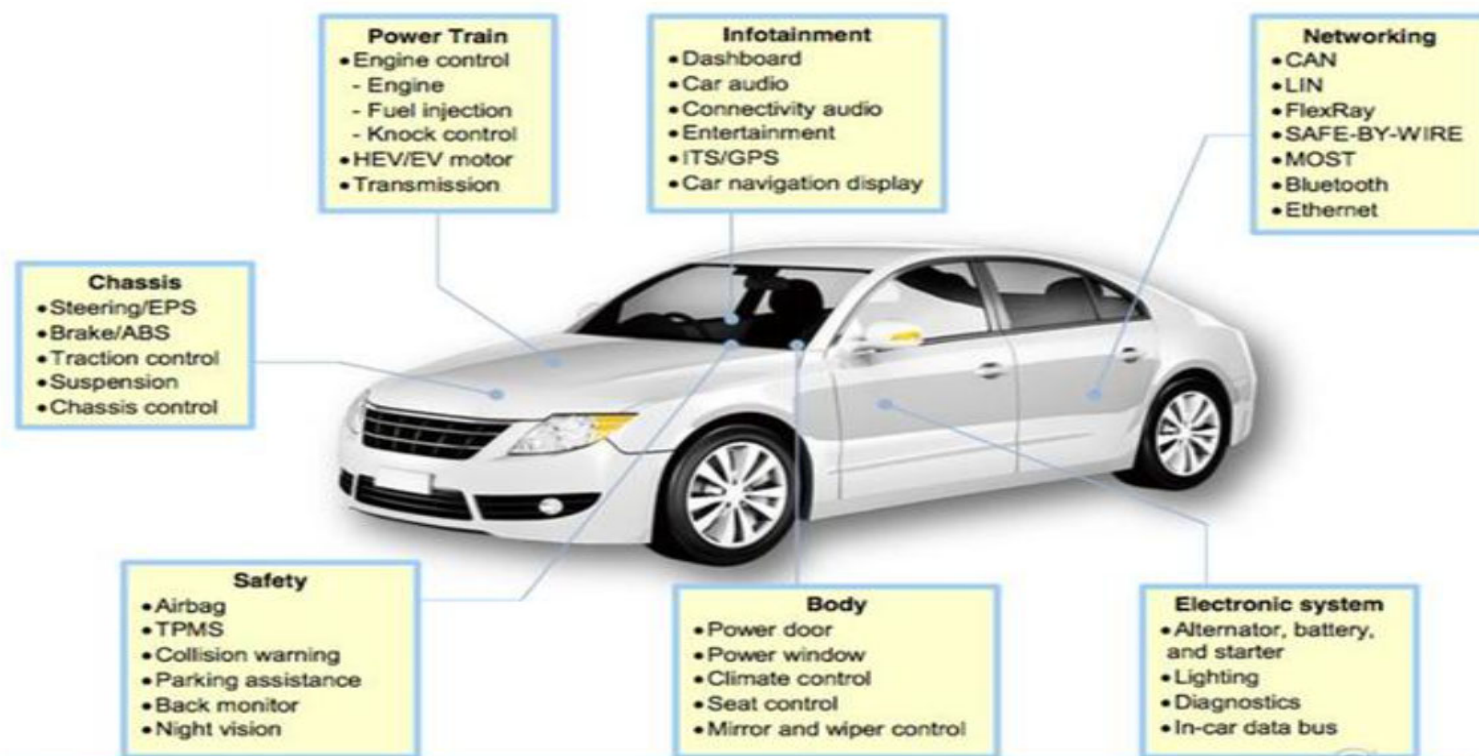 Power Train
•Engine control
- Engine
- Fuel injection
- Knock control
•HEV/EV motor
•Transmission
Infotainment
•Dashboard
•Car audio
•Connectivity audio
•Entertainment
•ITS/GPS
•Car navigation display
Networking
•CAN
•LIN
•FlexRay
•SAFE-BY-WIRE
•MOST
•Bluetooth
•Ethernet
Chassis
•Steering/EPS
•Brake/ABS
•Traction control
•Suspension
•Chassis control
Safety
•Airbag
•TPMS
•Collision warning
•Parking assistance
•Back monitor
•Night vision
Body
•Power door
•Power window
•Climate control
•Seat control
•Mirror and wiper control
Electronic system
•Alternator, battery,
and starter
•Lighting
•Diagnostics
•In-car data bus